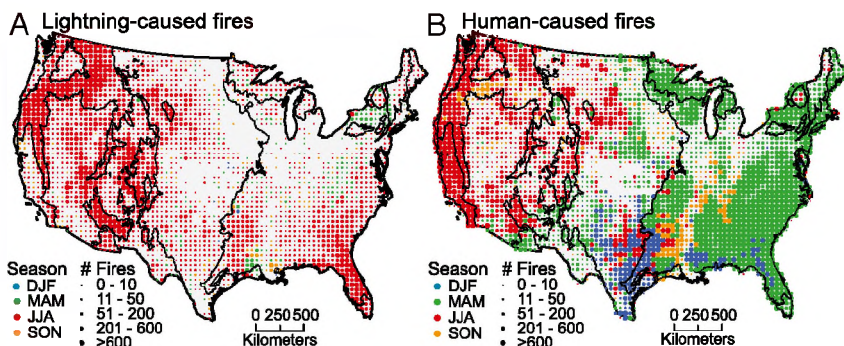 A Lightning-caused fires
Season # Fires
DJF 0 - 10
MAM 11 - 50
JJA 51 - 200
SON 201 - 600
>600
0 250 500
Kilometers
B Human-caused fires
Season # Fires
DJF 0 - 10
MAM 11 - 50
JJA 51 - 200
SON 201 - 600
>600
0 250 500
Kilometers